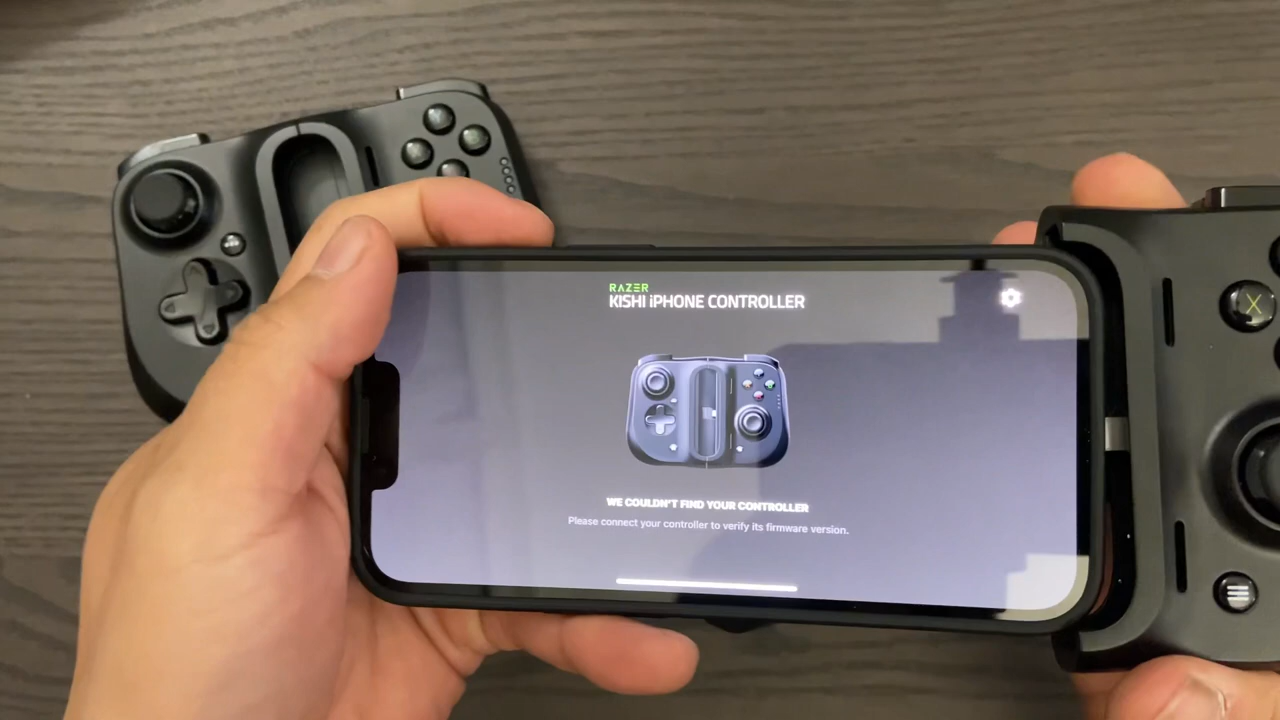 RAZER
KISHI iPHONE CONTROLLER
X
WE COULDN'T FIND YOUR CONTROLLER
Please connect your controller to verify its firmware version.